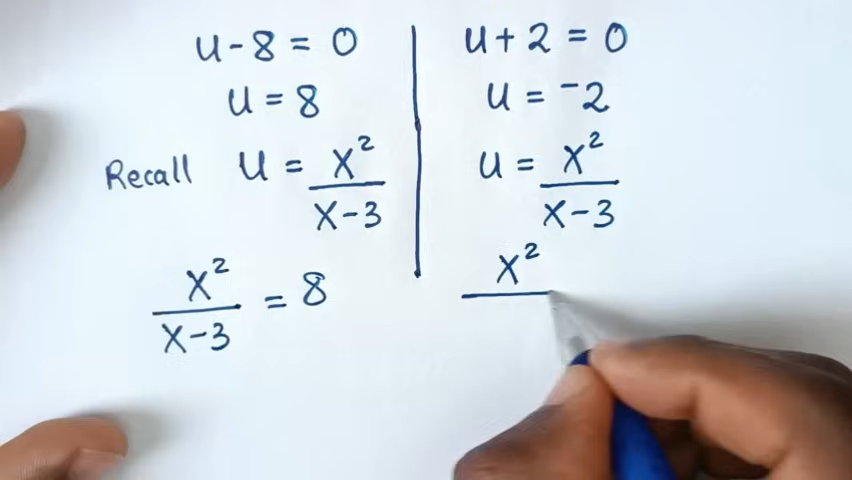 u - 8 = 0
u = 8
Recall u = x²/(x-3)
x²/(x-3) = 8
u + 2 = 0
u = ⁻2
u = x²/(x-3)
x²